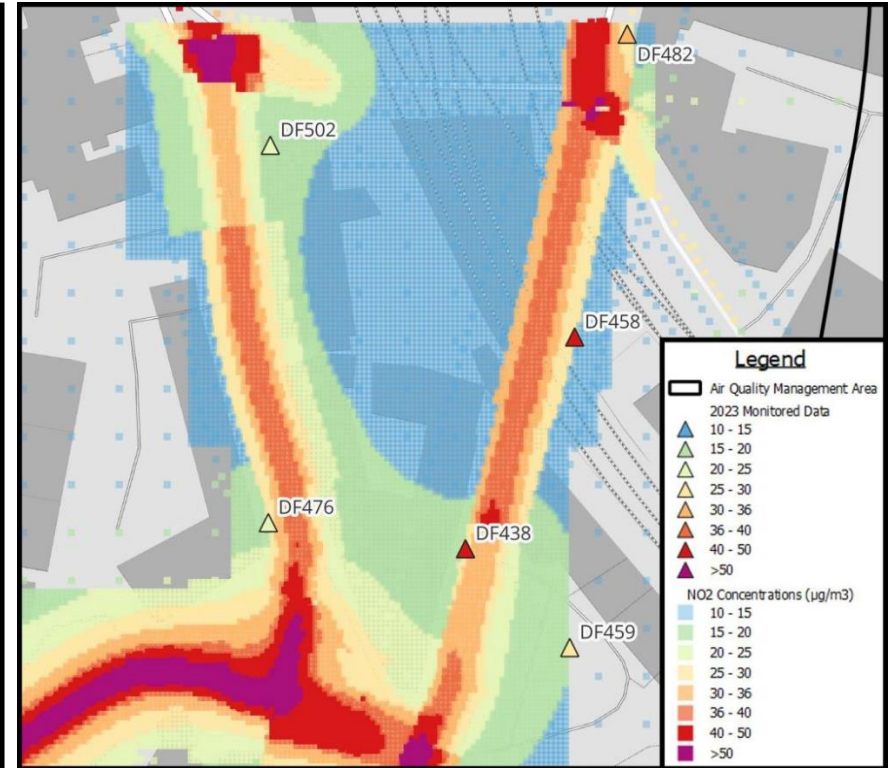 DF482
DF502
DF458
DF476
DF438
DF459
Legend
Air Quality Management Area
2023 Monitored Data
10 - 15
15 - 20
20 - 25
25 - 30
30 - 36
36 - 40
40 - 50
>50
NO2 Concentrations (µg/m3)
10 - 15
15 - 20
20 - 25
25 - 30
30 - 36
36 - 40
40 - 50
>50